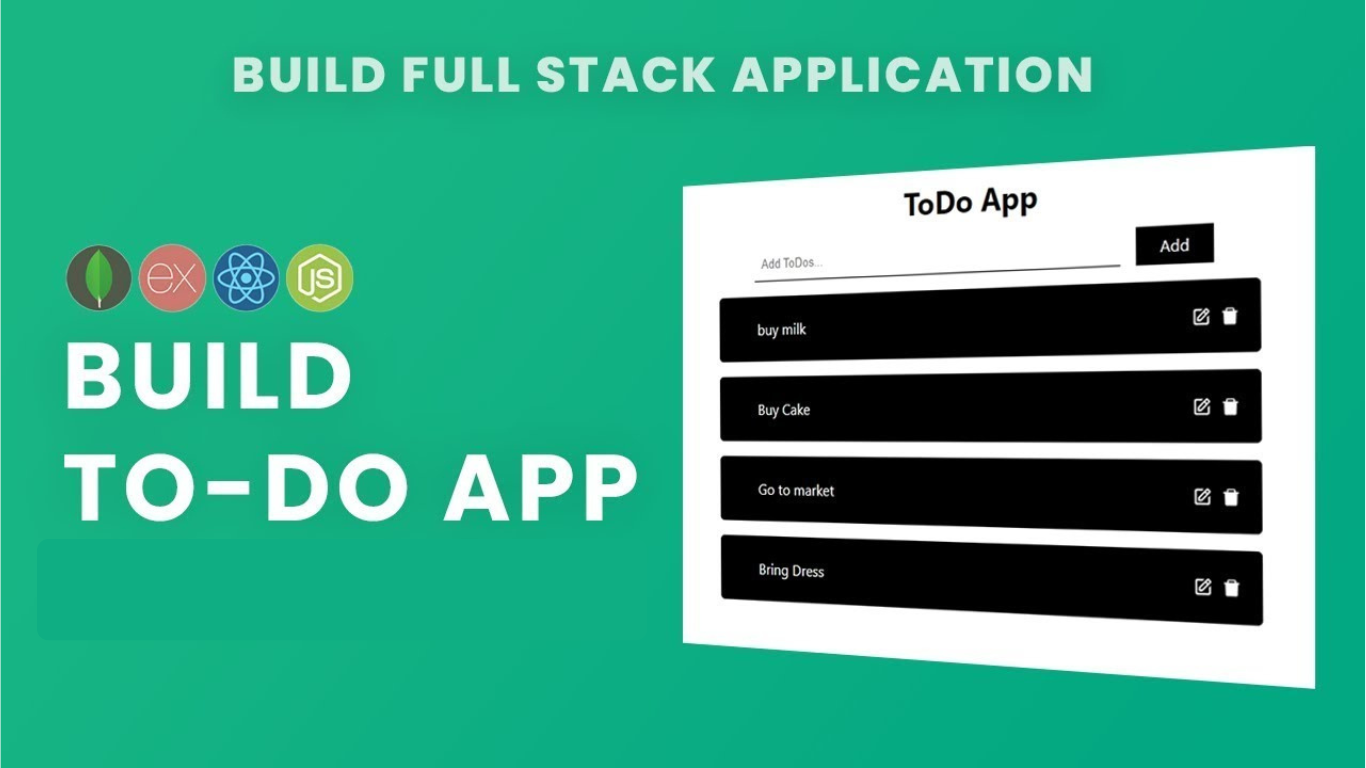 BUILD FULL STACK APPLICATION
ex
JS
BUILD
TO-DO APP
ToDo App
Add ToDos...
Add
buy milk
Buy Cake
Go to market
Bring Dress